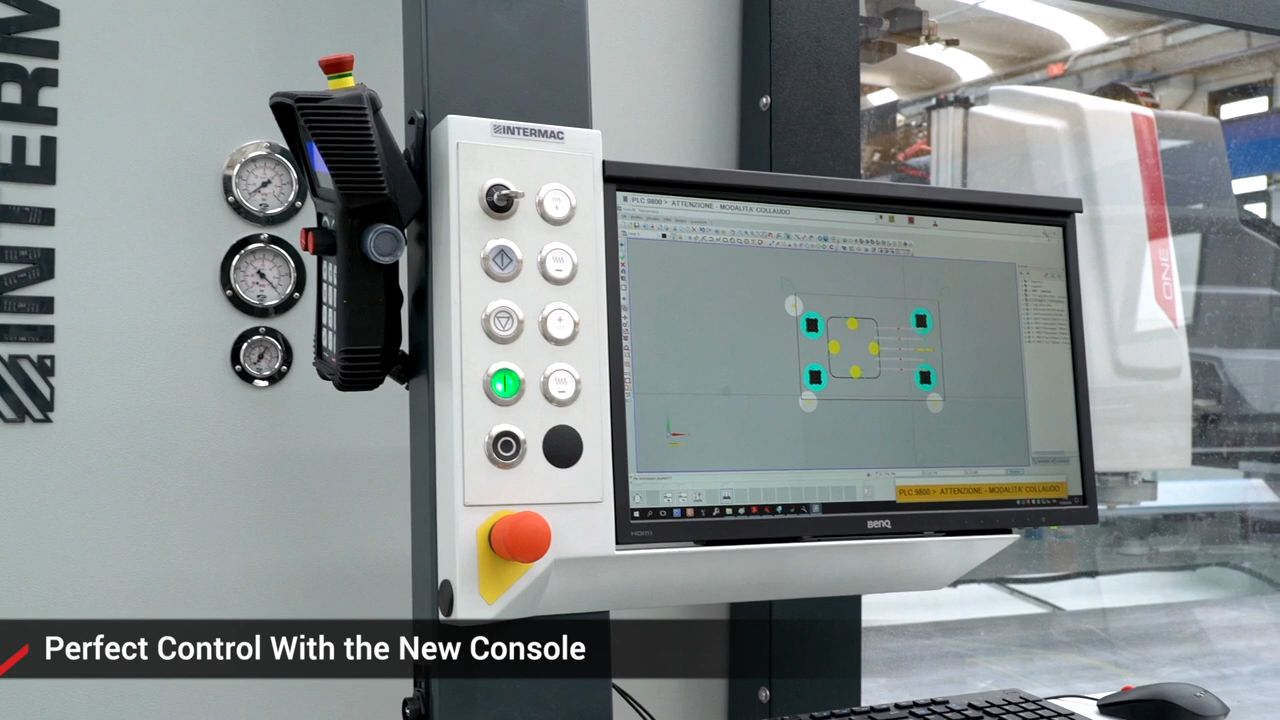 INTERM
INTERMAC
PLC 9800 > ATTENZIONE - MODALITA' COLLAUDO
ONE
PLC 9800 > ATTENZIONE - MODALITA' COLLAUDO
HDMI
BenQ
Perfect Control With the New Console